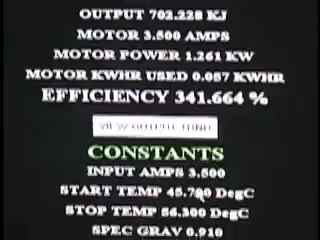 OUTPUT 702.228 KJ
MOTOR 3.500 AMPS
MOTOR POWER 1.261 KW
MOTOR KWHR USED 0.057 KWHR
EFFICIENCY 341.664 %
VIEW OUTPUT
CONSTANTS
INPUT AMPS 3.500
START TEMP 45.700 DegC
STOP TEMP 56.300 DegC
SPEC GRAV 0.910